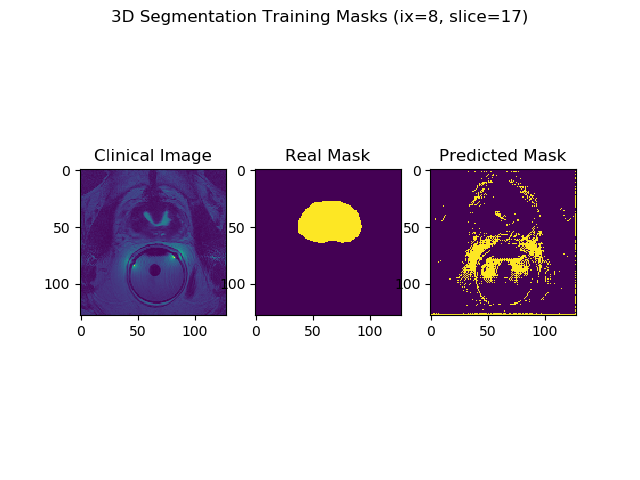 3D Segmentation Training Masks (ix=8, slice=17)
Clinical Image Real Mask Predicted Mask
0 0 0
50 50 50
100 100 100
0 50 100 0 50 100 0 50 100